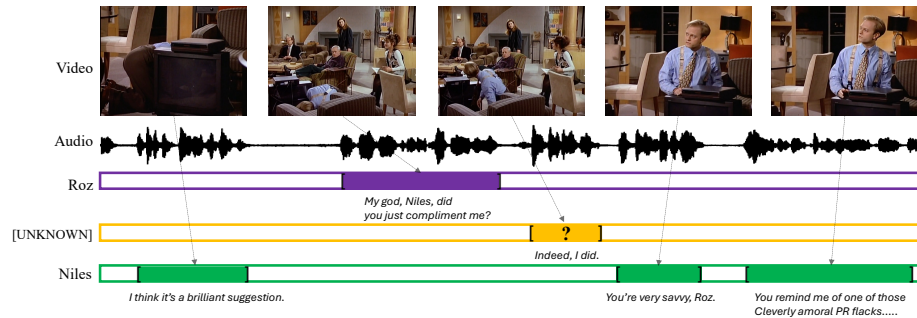 Video
Audio
Roz
My god, Niles, did
you just compliment me?
[UNKNOWN]
?
Indeed, I did.
Niles
I think it's a brilliant suggestion.
You're very savvy, Roz.
You remind me of one of those
Cleverly amoral PR flacks.....